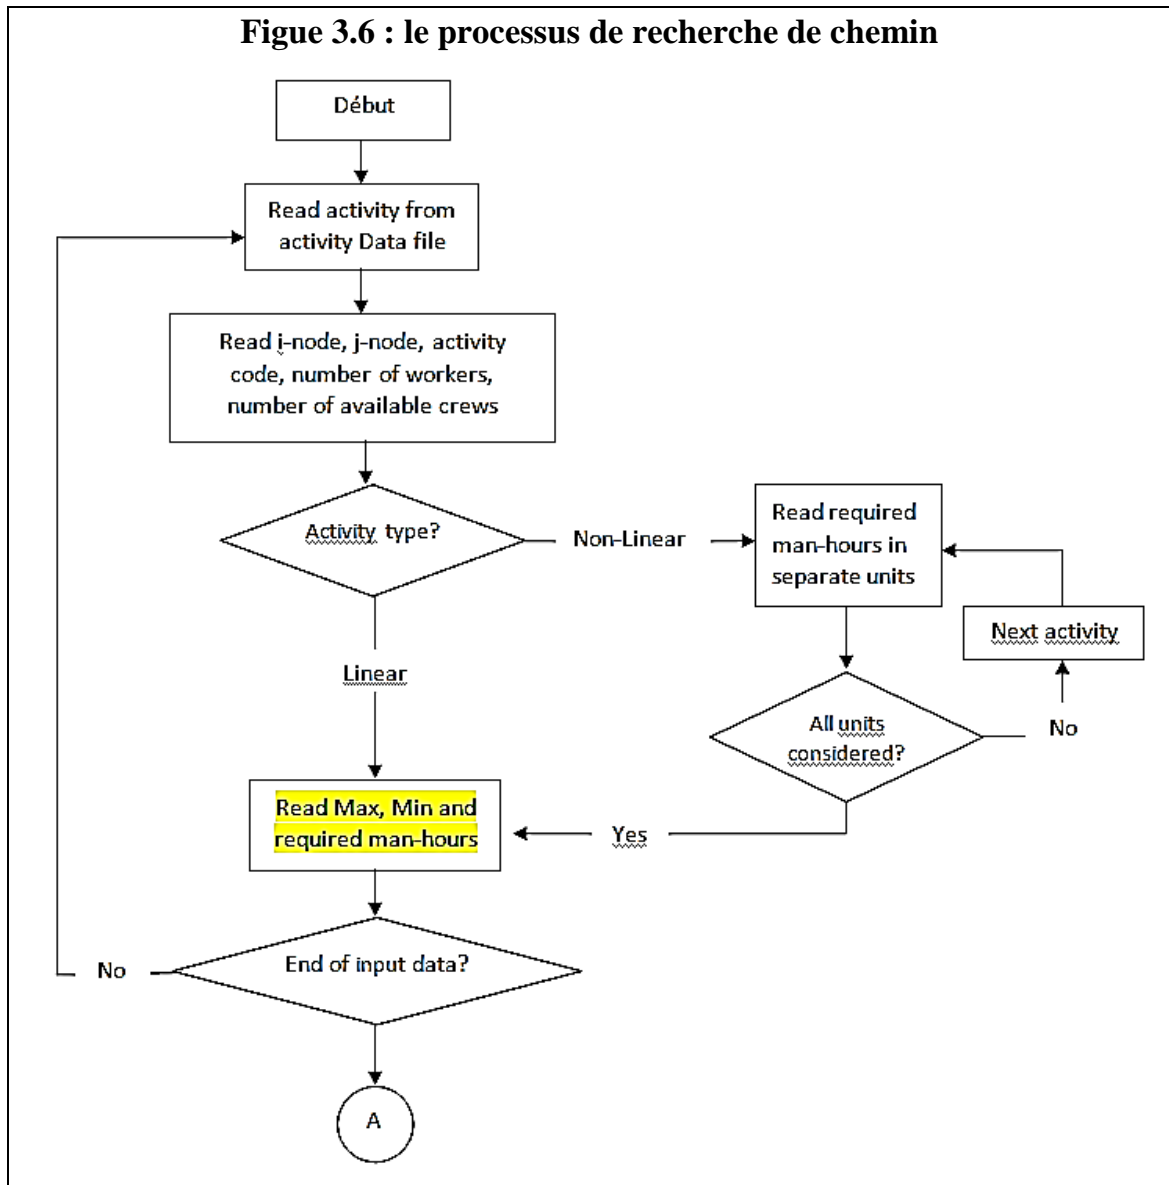 Figue 3.6 : le processus de recherche de chemin
Début
Read activity from
activity Data file
Read i-node, j-node, activity
code, number of workers,
number of available crews
Activity type?
Non-Linear
Read required
man-hours in
separate units
Next activity
Linear
All units
considered?
No
Read Max, Min and
required man-hours
Yes
End of input data?
No
A